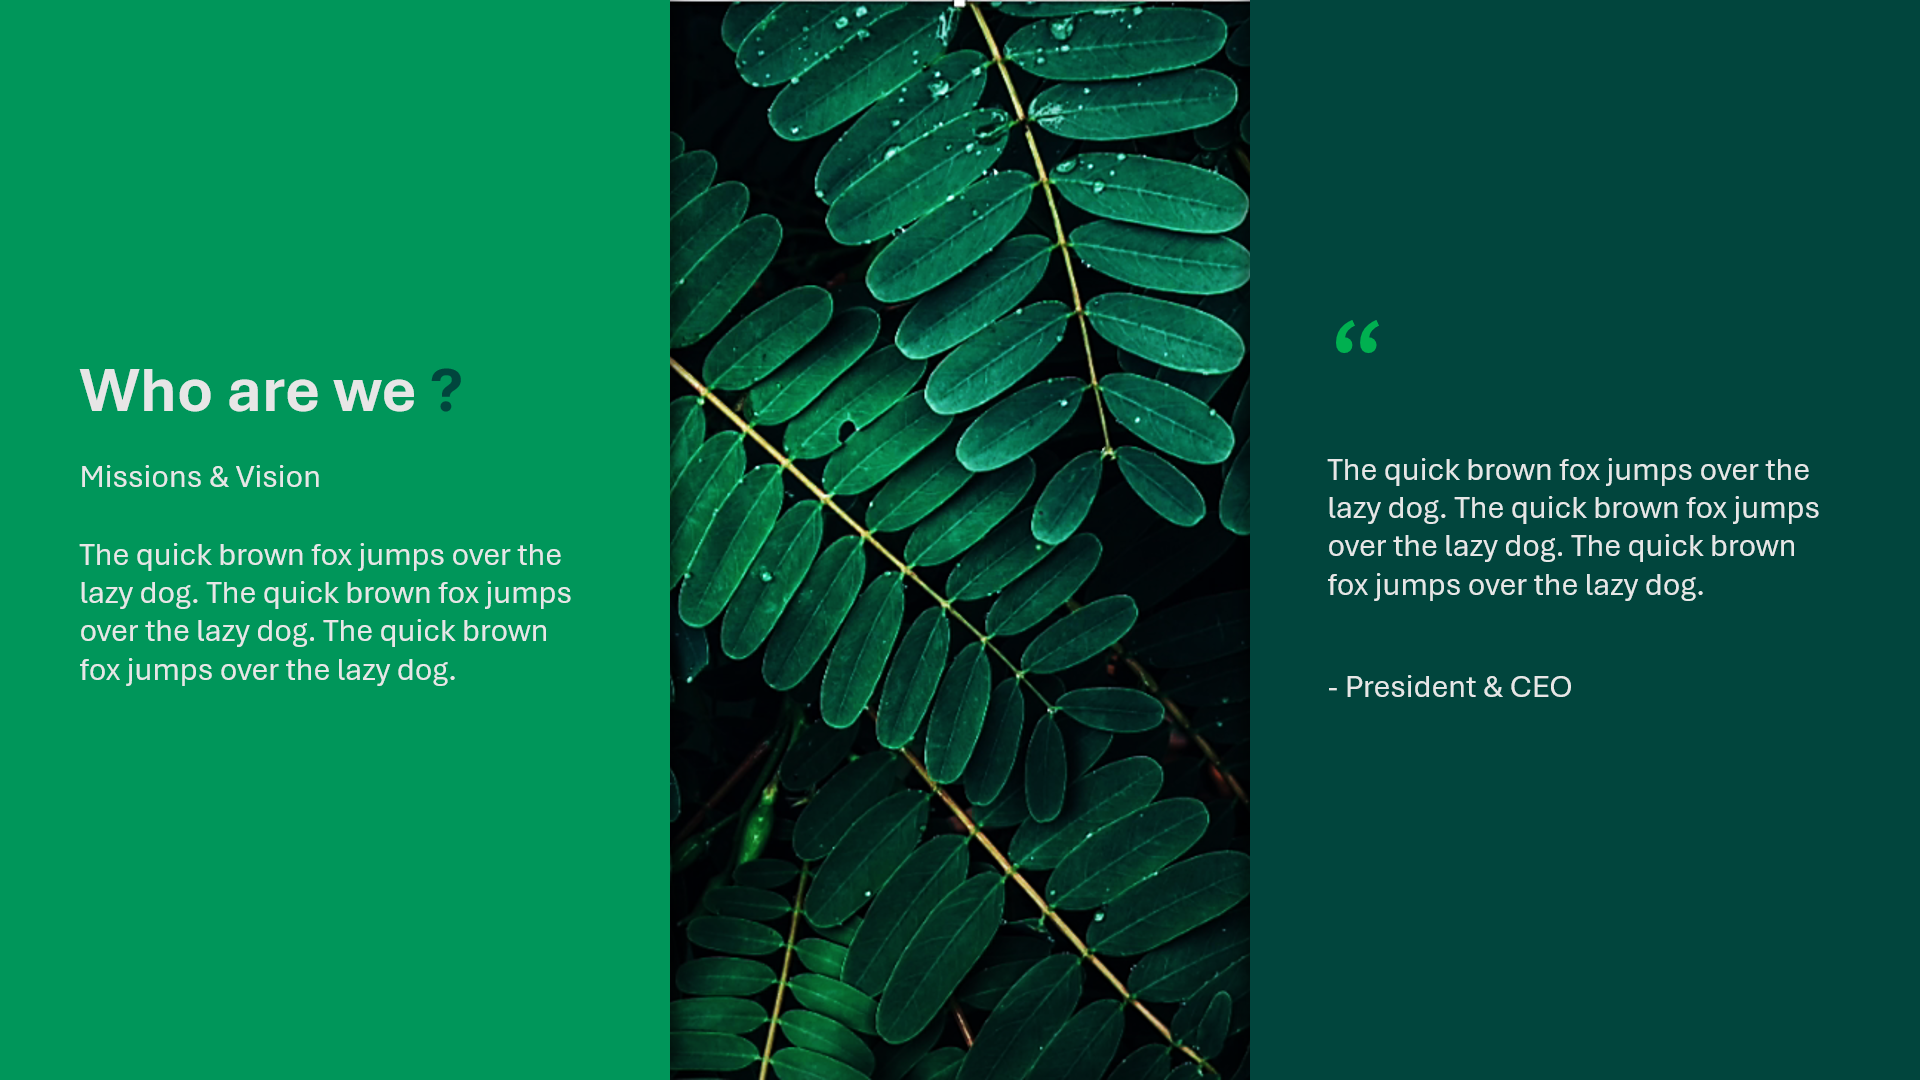 Who are we ?
Missions & Vision
The quick brown fox jumps over the
lazy dog. The quick brown fox jumps
over the lazy dog. The quick brown
fox jumps over the lazy dog.
“
The quick brown fox jumps over the
lazy dog. The quick brown fox jumps
over the lazy dog. The quick brown
fox jumps over the lazy dog.
- President & CEO